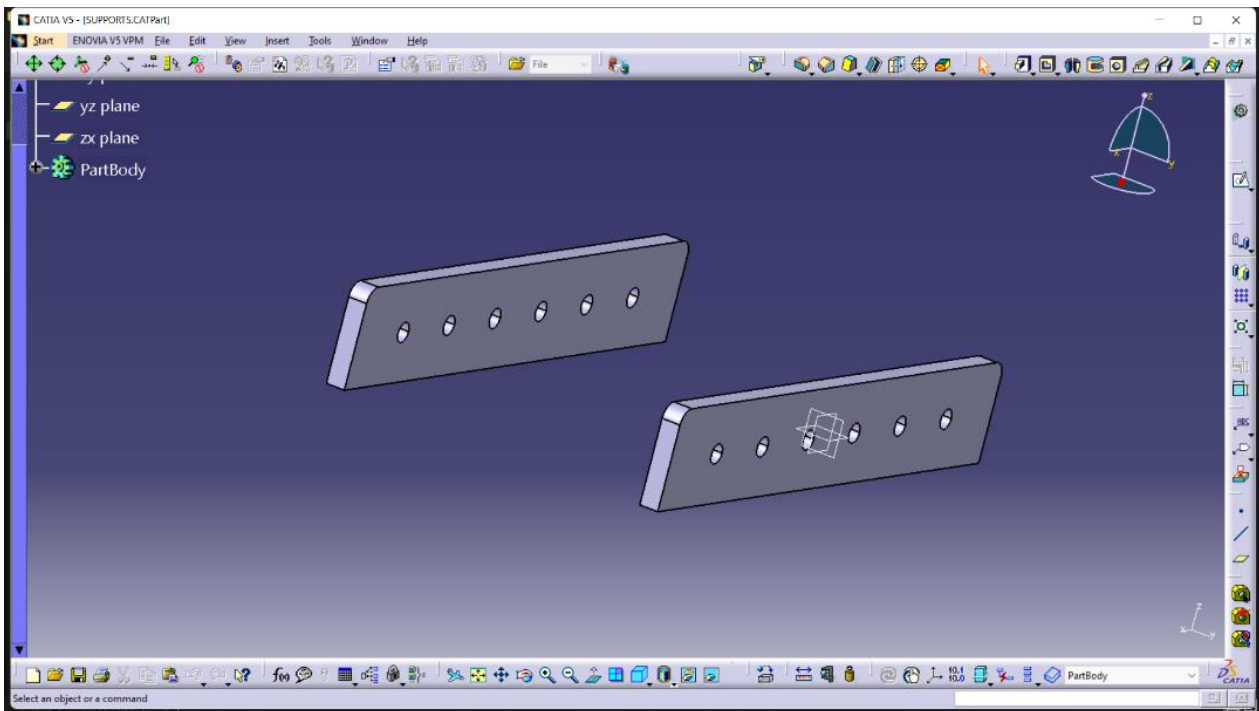 CATIA V5 - [SUPPORTS.CATPart]
Start ENOVIA V5 VPM File Edit View Insert Tools Window Help
File
yz plane
zx plane
PartBody
z
x
y
z
x y
PartBody
CATIA
Select an object or a command